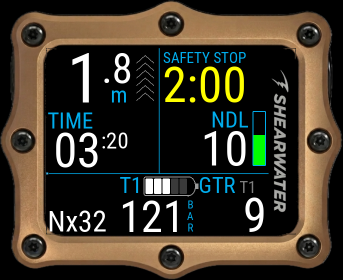 1.8 m
SAFETY STOP
2:00
TIME
03:20
NDL
10
T1 GTR T1
Nx32 121 BAR 9
SHEARWATER